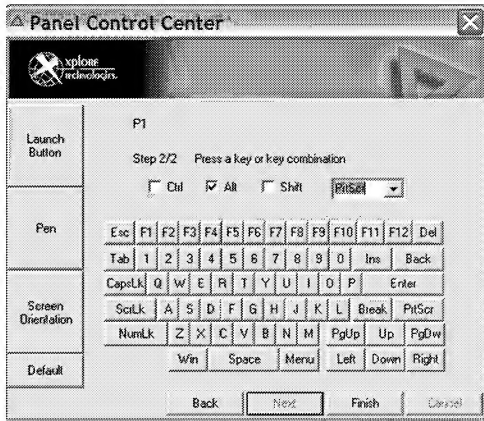 Panel Control Center
xplore
technologies.
Launch
Button
Pen
Screen
Orientation
Default
P1
Step 2/2 Press a key or key combination
Ctrl Alt Shift PrtScr
Esc F1 F2 F3 F4 F5 F6 F7 F8 F9 F10 F11 F12 Del
Tab 1 2 3 4 5 6 7 8 9 0 Ins Back
CapsLk Q W E R T Y U I O P Enter
ScrLk A S D F G H J K L Break PrtScr
NumLk Z X C V B N M PgUp Up PgDw
Win Space Menu Left Down Right
Back Next Finish Cancel